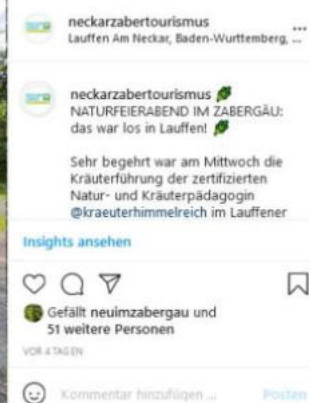 neckarzabertourismus
Lauffen Am Neckar, Baden-Wurttemberg, ...
neckarzabertourismus
NATURFEIERABEND IM ZABERGÄU:
das war los in Lauffen!
Sehr begehrt war am Mittwoch die
Kräuterführung der zertifizierten
Natur- und Kräuterpädagogin
@kraeuterhimmelreich im Lauffener
Insights ansehen
Gefällt neuimzabergau und
51 weitere Personen
VOR 4 TAGEN
Kommentar hinzufügen ... Posten